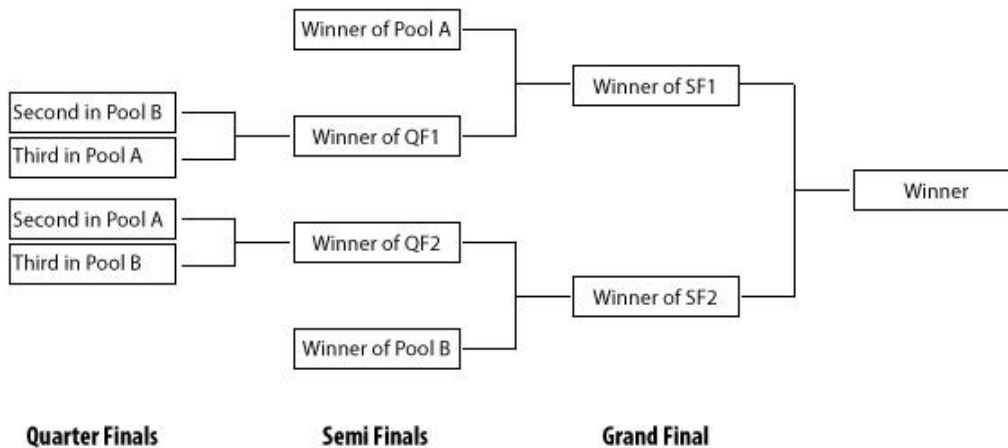 Winner of Pool A
Winner of SF1
Second in Pool B
Winner of QF1
Third in Pool A
Winner
Second in Pool A
Winner of QF2
Third in Pool B
Winner of SF2
Winner of Pool B
Quarter Finals
Semi Finals
Grand Final